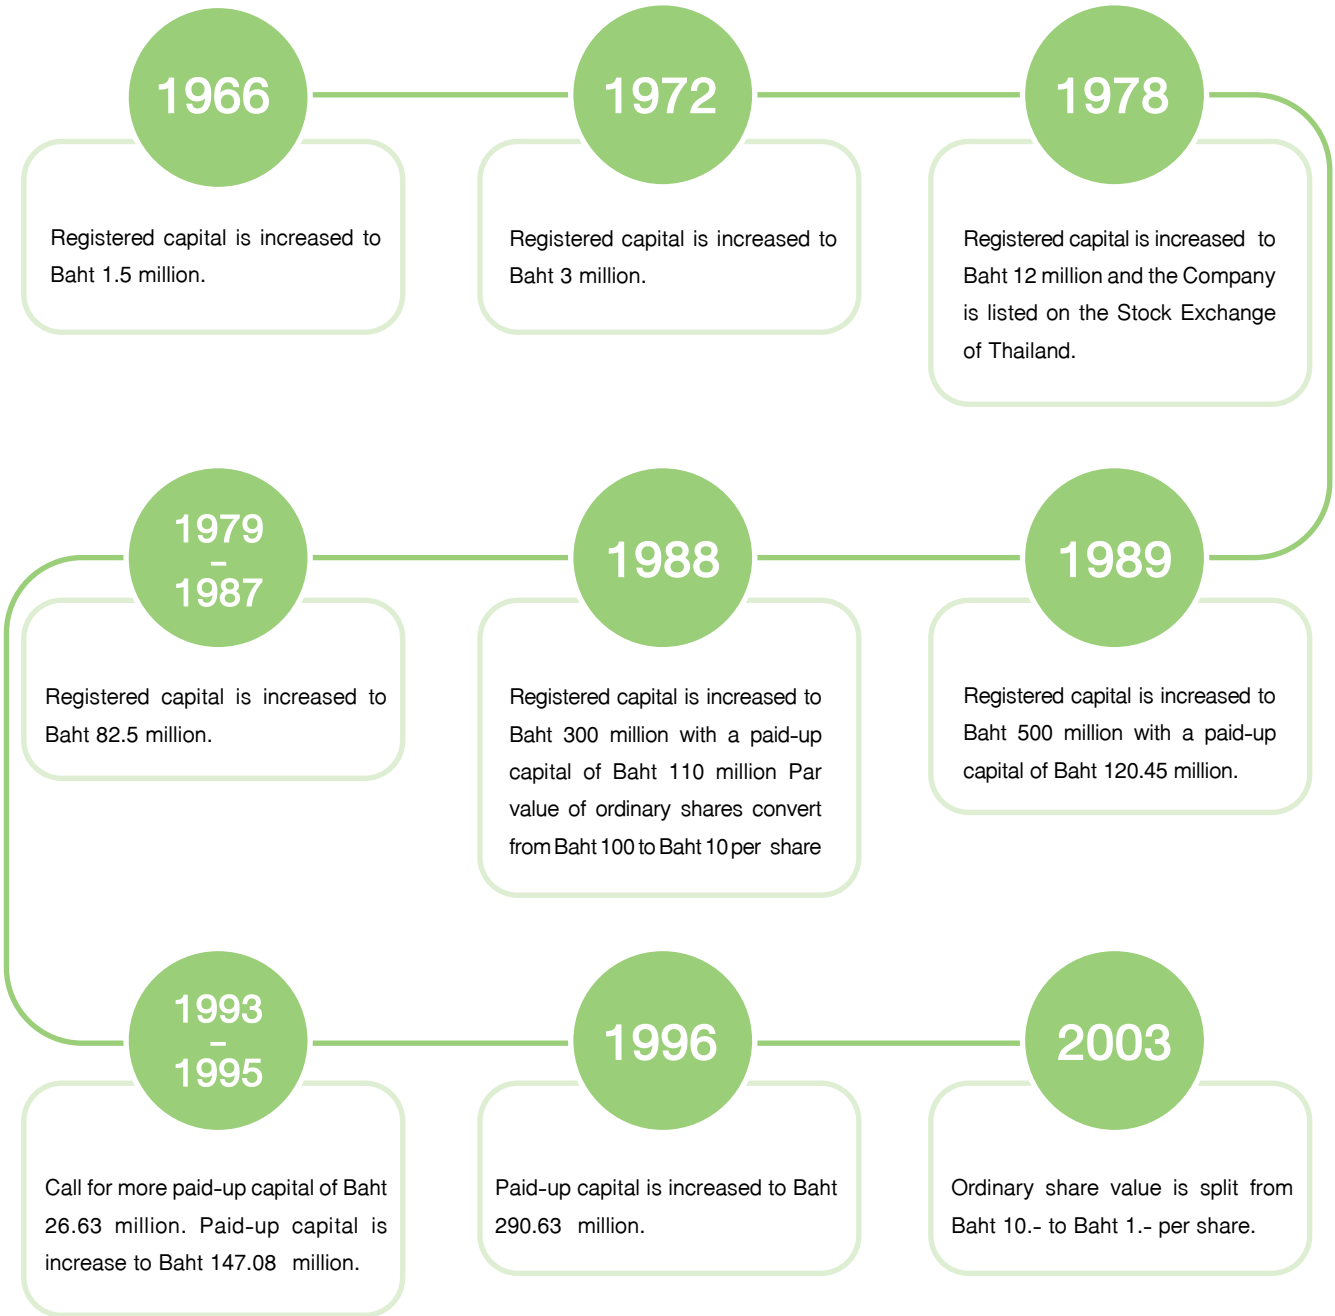 1966
Registered capital is increased to
Baht 1.5 million.
1972
Registered capital is increased to
Baht 3 million.
1978
Registered capital is increased to
Baht 12 million and the Company
is listed on the Stock Exchange
of Thailand.
1979
–
1987
Registered capital is increased to
Baht 82.5 million.
1988
Registered capital is increased to
Baht 300 million with a paid-up
capital of Baht 110 million Par
value of ordinary shares convert
from Baht 100 to Baht 10 per share
1989
Registered capital is increased to
Baht 500 million with a paid-up
capital of Baht 120.45 million.
1993
–
1995
Call for more paid-up capital of Baht
26.63 million. Paid-up capital is
increase to Baht 147.08 million.
1996
Paid-up capital is increased to Baht
290.63 million.
2003
Ordinary share value is split from
Baht 10.- to Baht 1.- per share.